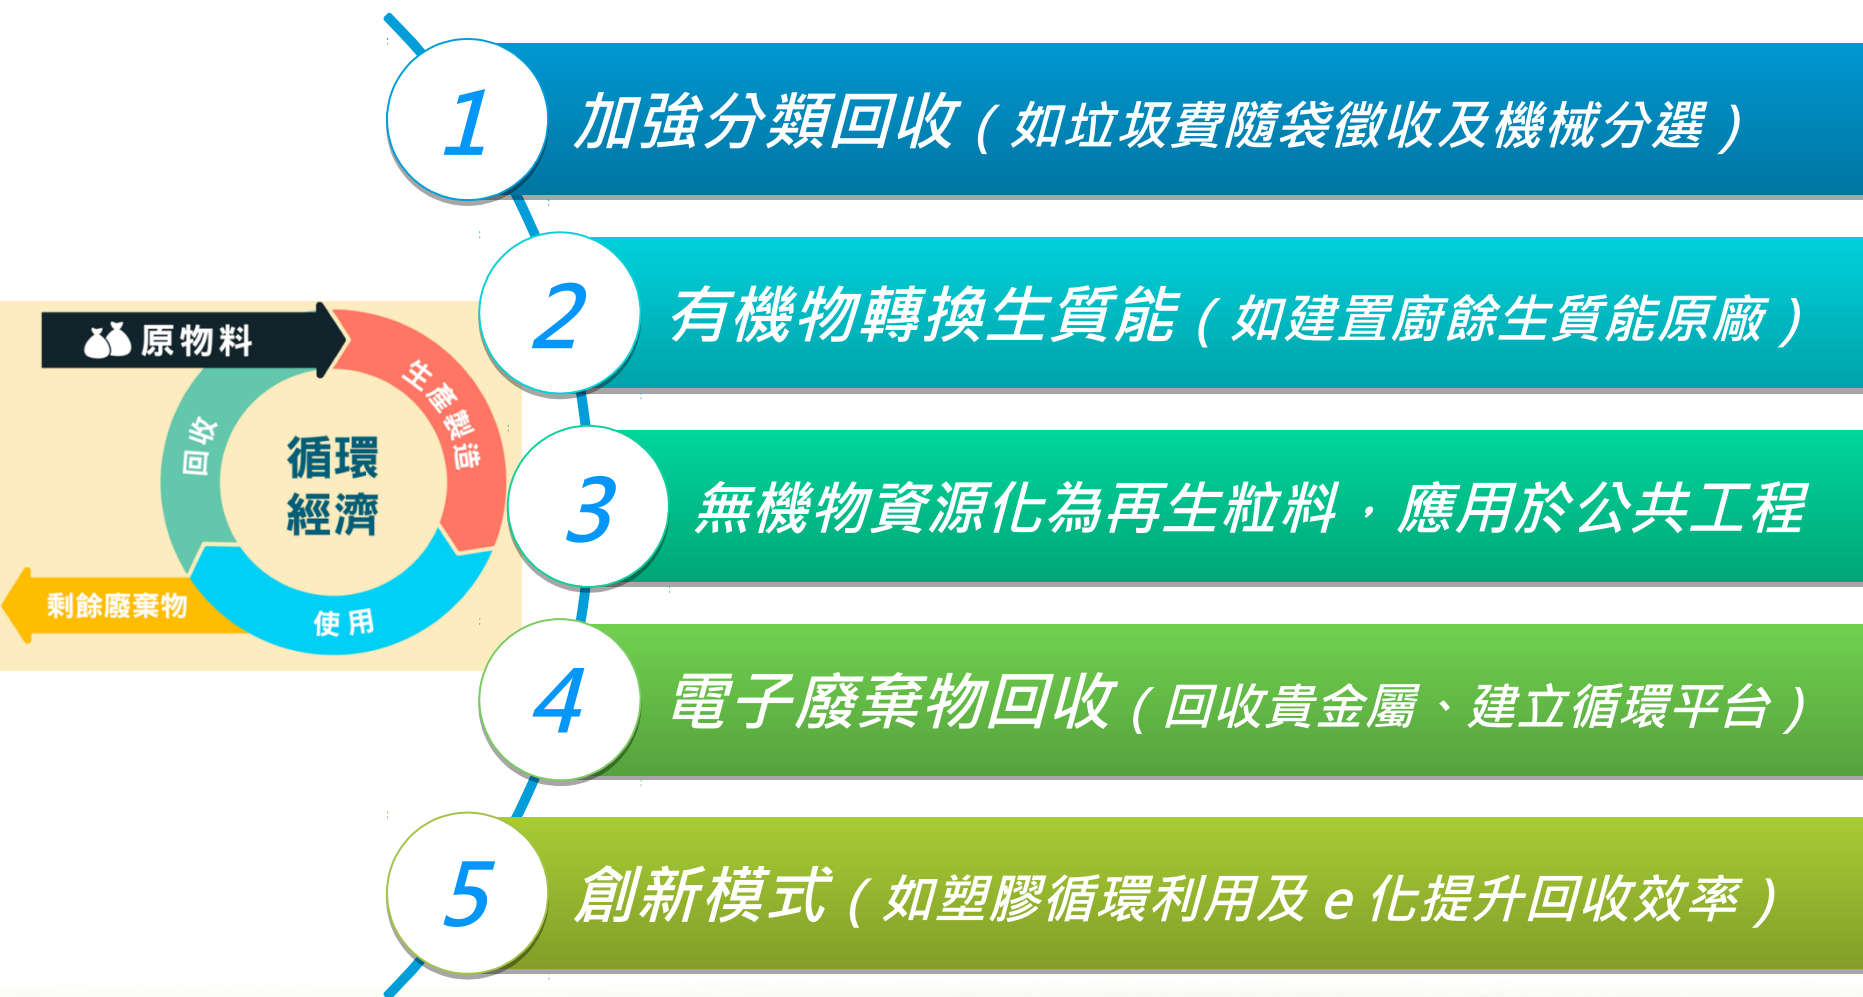 1
加強分類回收（如垃圾費隨袋徵收及機械分選）
2
有機物轉換生質能（如建置廚餘生質能原廠）
3
無機物資源化為再生粒料，應用於公共工程
4
電子廢棄物回收（回收貴金屬、建立循環平台）
5
創新模式（如塑膠循環利用及e化提升回收效率）
原物料
生產製造
回收
循環
經濟
使用
剩餘廢棄物